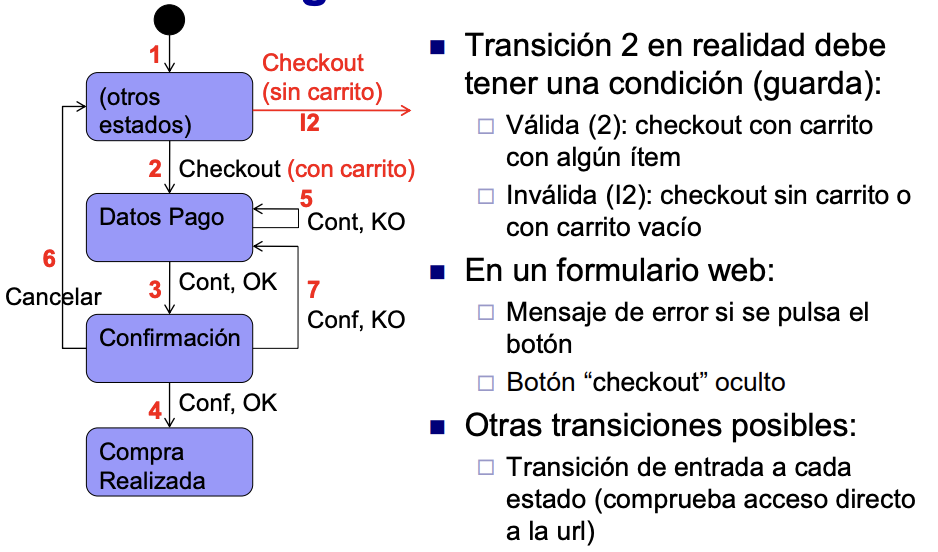 1
Checkout
(sin carrito)
I2
(otros
estados)
2
Checkout (con carrito)
5
Datos Pago
Cont, KO
6
Cancelar
3
Cont, OK
7
Conf, KO
Confirmación
4
Conf, OK
Compra
Realizada
Transición 2 en realidad debe
tener una condición (guarda):
Válida (2): checkout con carrito
con algún ítem
Inválida (I2): checkout sin carrito o
con carrito vacío
En un formulario web:
Mensaje de error si se pulsa el
botón
Botón “checkout” oculto
Otras transiciones posibles:
Transición de entrada a cada
estado (comprueba acceso directo
a la url)